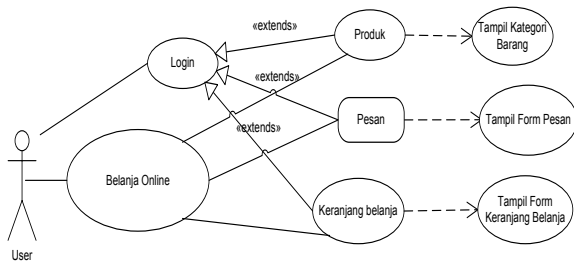 «extends»
Produk
Tampil Kategori
Barang
Login
«extends»
Pesan
Tampil Form Pesan
«extends»
Belanja Online
Keranjang belanja
Tampil Form
Keranjang Belanja
User